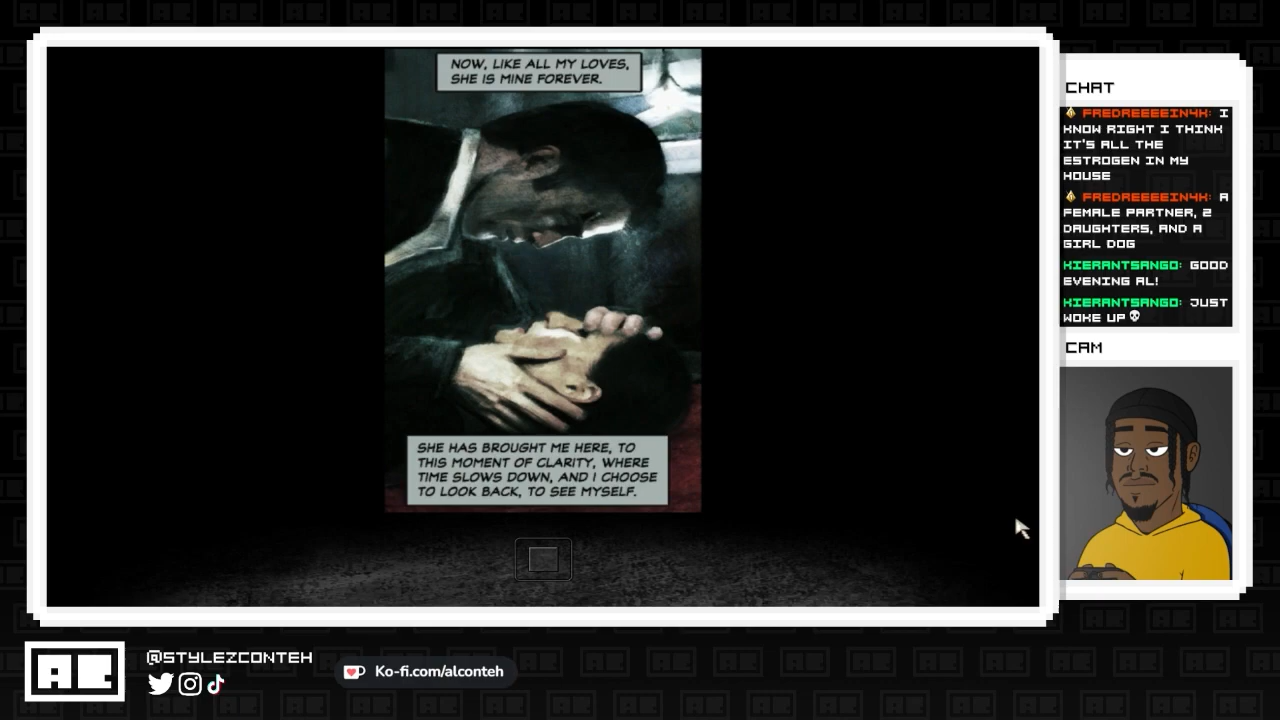 NOW, LIKE ALL MY LOVES,
SHE IS MINE FOREVER.
SHE HAS BROUGHT ME HERE, TO
THIS MOMENT OF CLARITY, WHERE
TIME SLOWS DOWN, AND I CHOOSE
TO LOOK BACK, TO SEE MYSELF.
CHAT
FREDREEEEIN4K: I
KNOW RIGHT I THINK
IT'S ALL THE
ESTROGEN IN MY
HOUSE
FREDREEEEIN4K: A
FEMALE PARTNER, 2
DAUGHTERS, AND A
GIRL DOG
KIERANTSANGO: GOOD
EVENING AL!
KIERANTSANGO: JUST
WOKE UP
CAM
AC
@STYLEZCONTEH
Ko-fi.com/alconteh